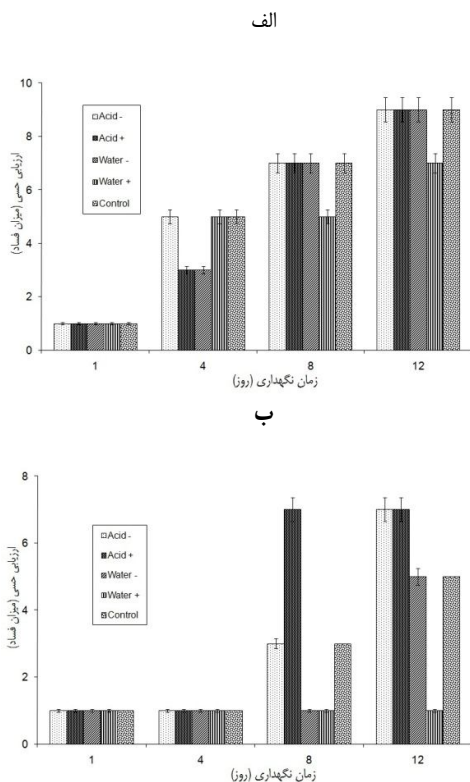 الف
10
8
6
4
2
0
ارزیابی حسی (میزان فساد)
Acid -
Acid +
Water -
Water +
Control
1 4 8 12
زمان نگهداری (روز)
ب
8
6
4
2
0
ارزیابی حسی (میزان فساد)
Acid -
Acid +
Water -
Water +
Control
1 4 8 12
زمان نگهداری (روز)